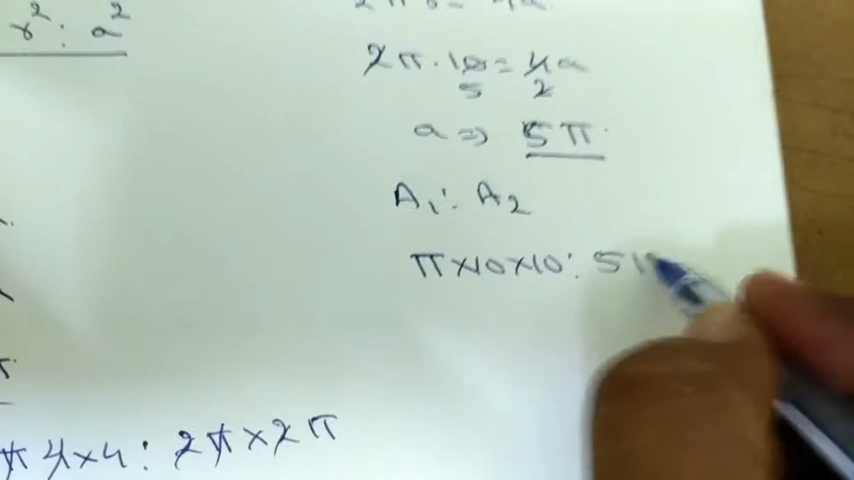 r² : a²
2π·10 = 4a
5 2
a ⇒ 5π
A₁ : A₂
π×10×10 : 5π
π 4×4 : 2π×2π